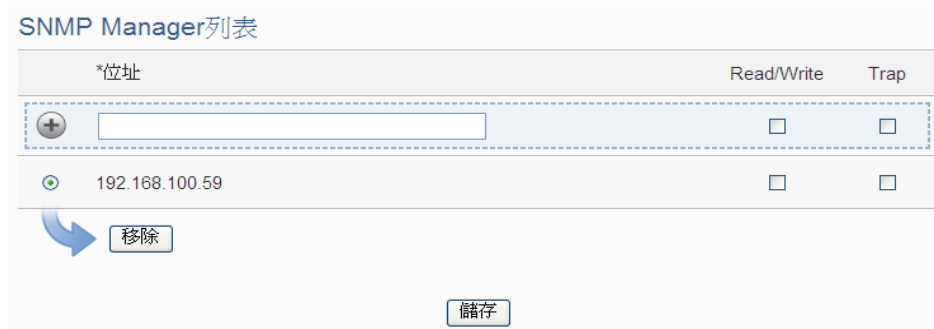 SNMP Manager列表
*位址 Read/Write Trap
192.168.100.59
移除
儲存